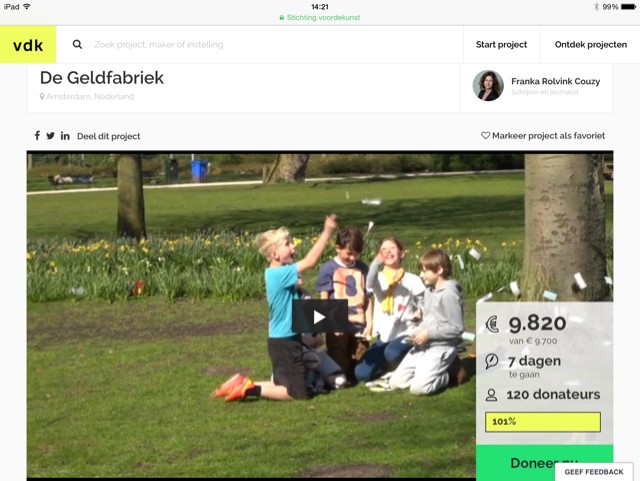 iPad 14:21 99%
Stichting voordekunst
vdk Zoek project, maker of instelling Start project Ontdek projecten
De Geldfabriek
Amsterdam, Nederland
Franka Rolvink Couzy
Schrijver en journalist
Deel dit project Markeer project als favoriet
€ 9.820
van € 9.700
7 dagen
te gaan
120 donateurs
101%
Doneer nu
GEEF FEEDBACK